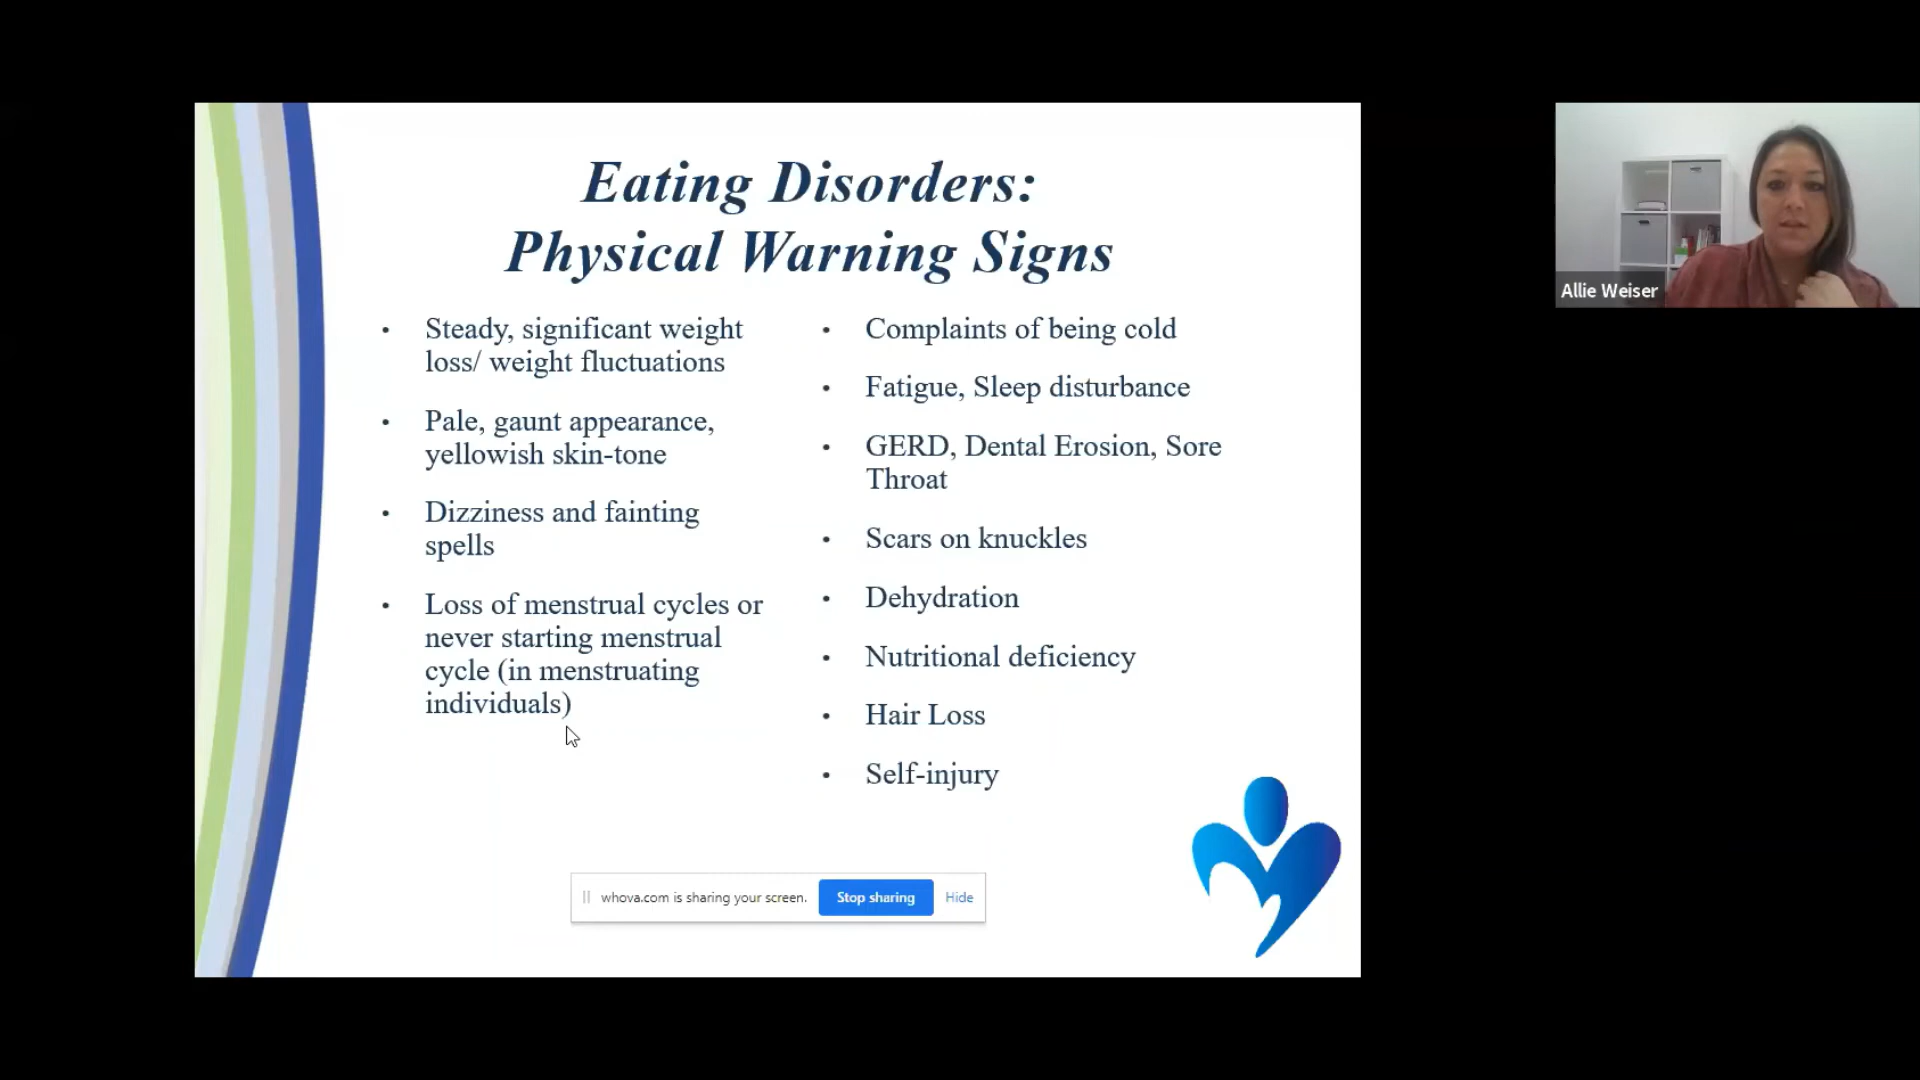 Eating Disorders:
Physical Warning Signs
• Steady, significant weight
loss/ weight fluctuations
• Pale, gaunt appearance,
yellowish skin-tone
• Dizziness and fainting
spells
• Loss of menstrual cycles or
never starting menstrual
cycle (in menstruating
individuals)
• Complaints of being cold
• Fatigue, Sleep disturbance
• GERD, Dental Erosion, Sore
Throat
• Scars on knuckles
• Dehydration
• Nutritional deficiency
• Hair Loss
• Self-injury
whova.com is sharing your screen. Stop sharing Hide
Allie Weiser